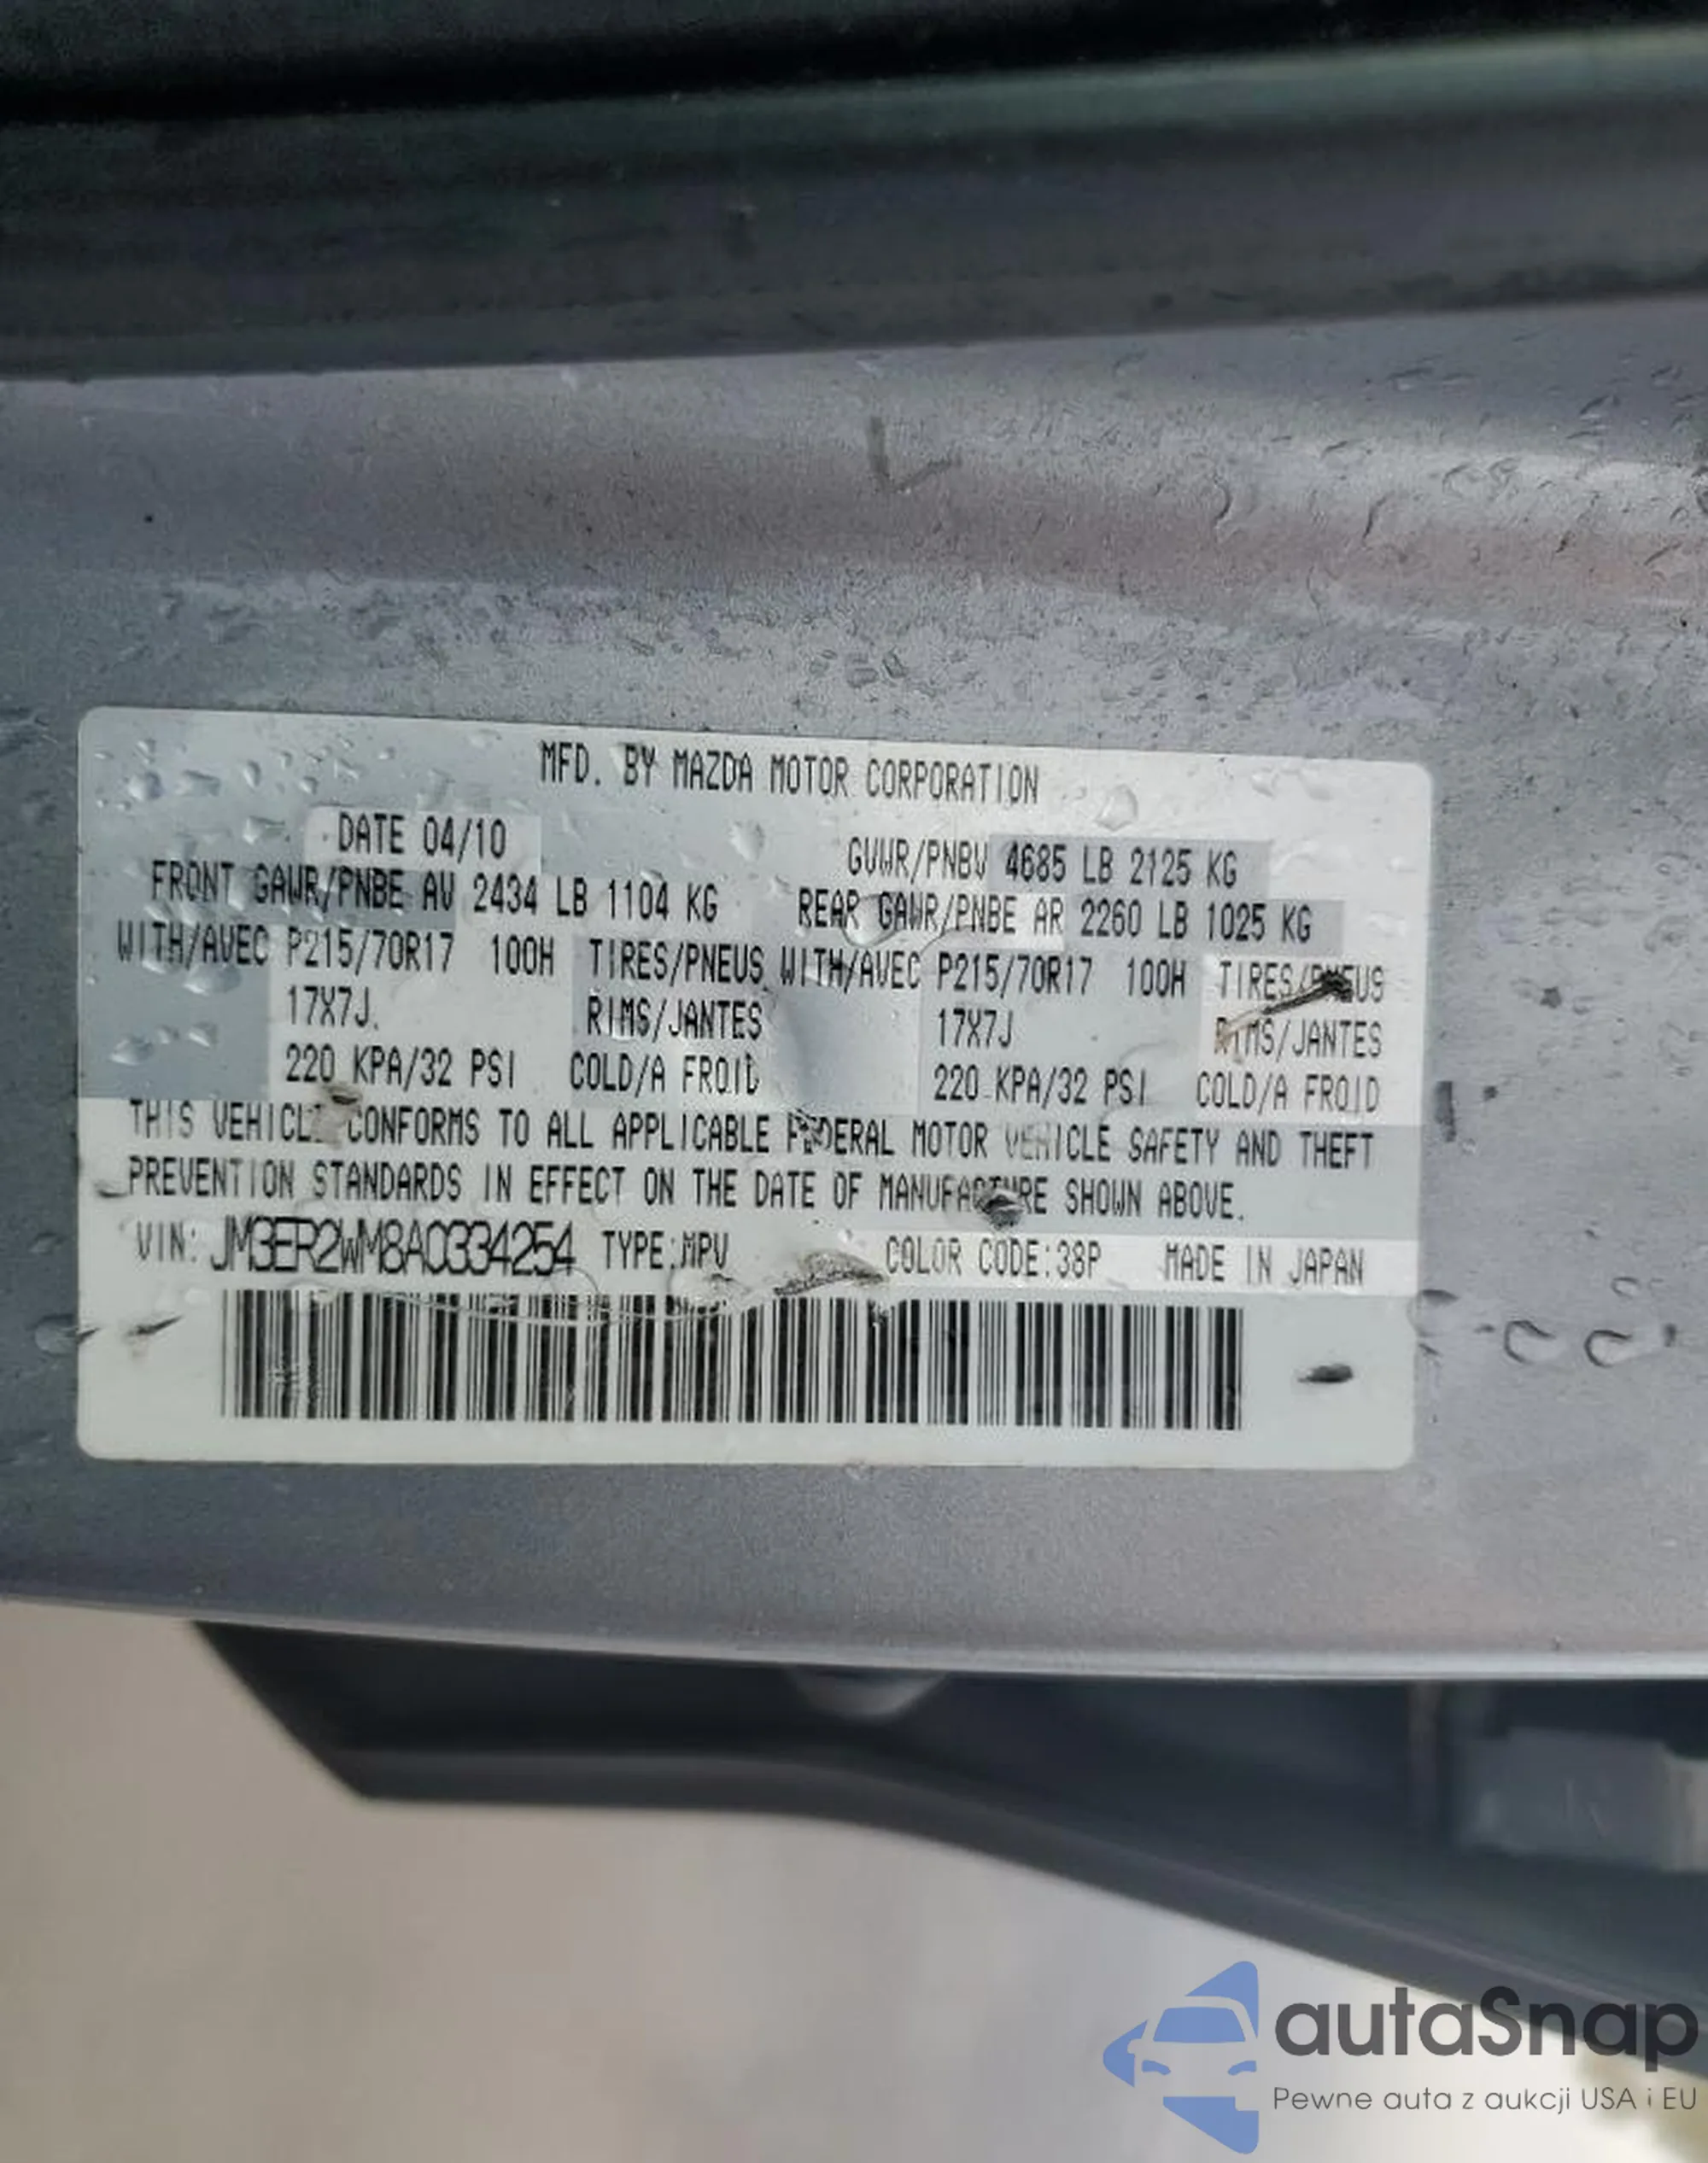 MFD. BY MAZDA MOTOR CORPORATION
DATE 04/10 GVWR/PNBV 4685 LB 2125 KG
FRONT GAWR/PNBE AV 2434 LB 1104 KG REAR GAWR/PNBE AR 2260 LB 1025 KG
WITH/AVEC P215/70R17 100H TIRES/PNEUS WITH/AVEC P215/70R17 100H TIRES/PNEUS
17X7J RIMS/JANTES 17X7J RIMS/JANTES
220 KPA/32 PSI COLD/A FROID 220 KPA/32 PSI COLD/A FROID
THIS VEHICLE CONFORMS TO ALL APPLICABLE FEDERAL MOTOR VEHICLE SAFETY AND THEFT
PREVENTION STANDARDS IN EFFECT ON THE DATE OF MANUFACTURE SHOWN ABOVE.
VIN: JM3ER2WM8A0334254 TYPE:MPV COLOR CODE:38P MADE IN JAPAN
autaSnap
Pewne auta z aukcji USA i EU